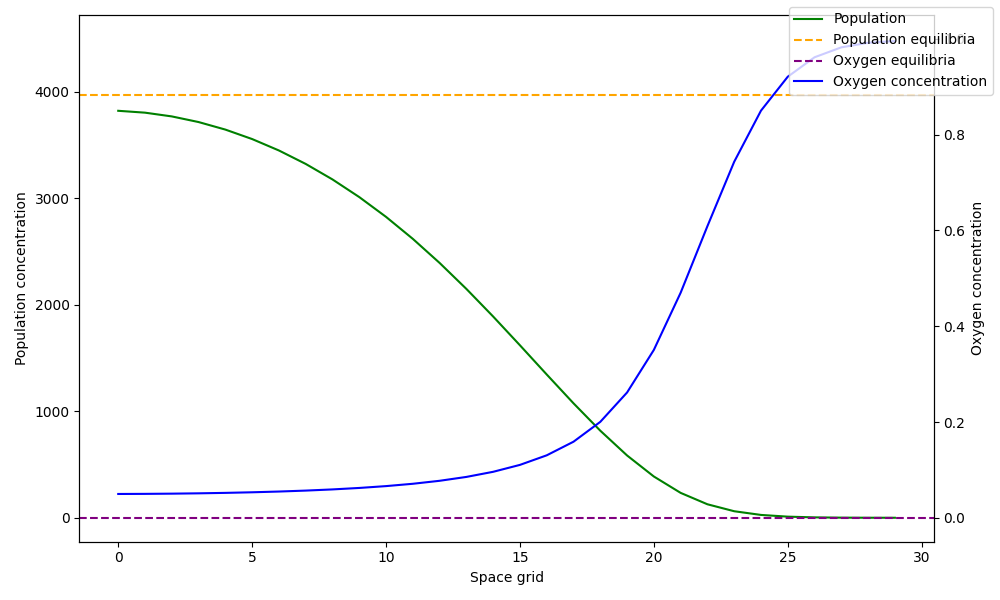 Population
Population equilibria
Oxygen equilibria
Oxygen concentration
Population concentration
4000
3000
2000
1000
0
0.8
0.6
0.4
0.2
0.0
Oxygen concentration
0
5
10
15
20
25
30
Space grid